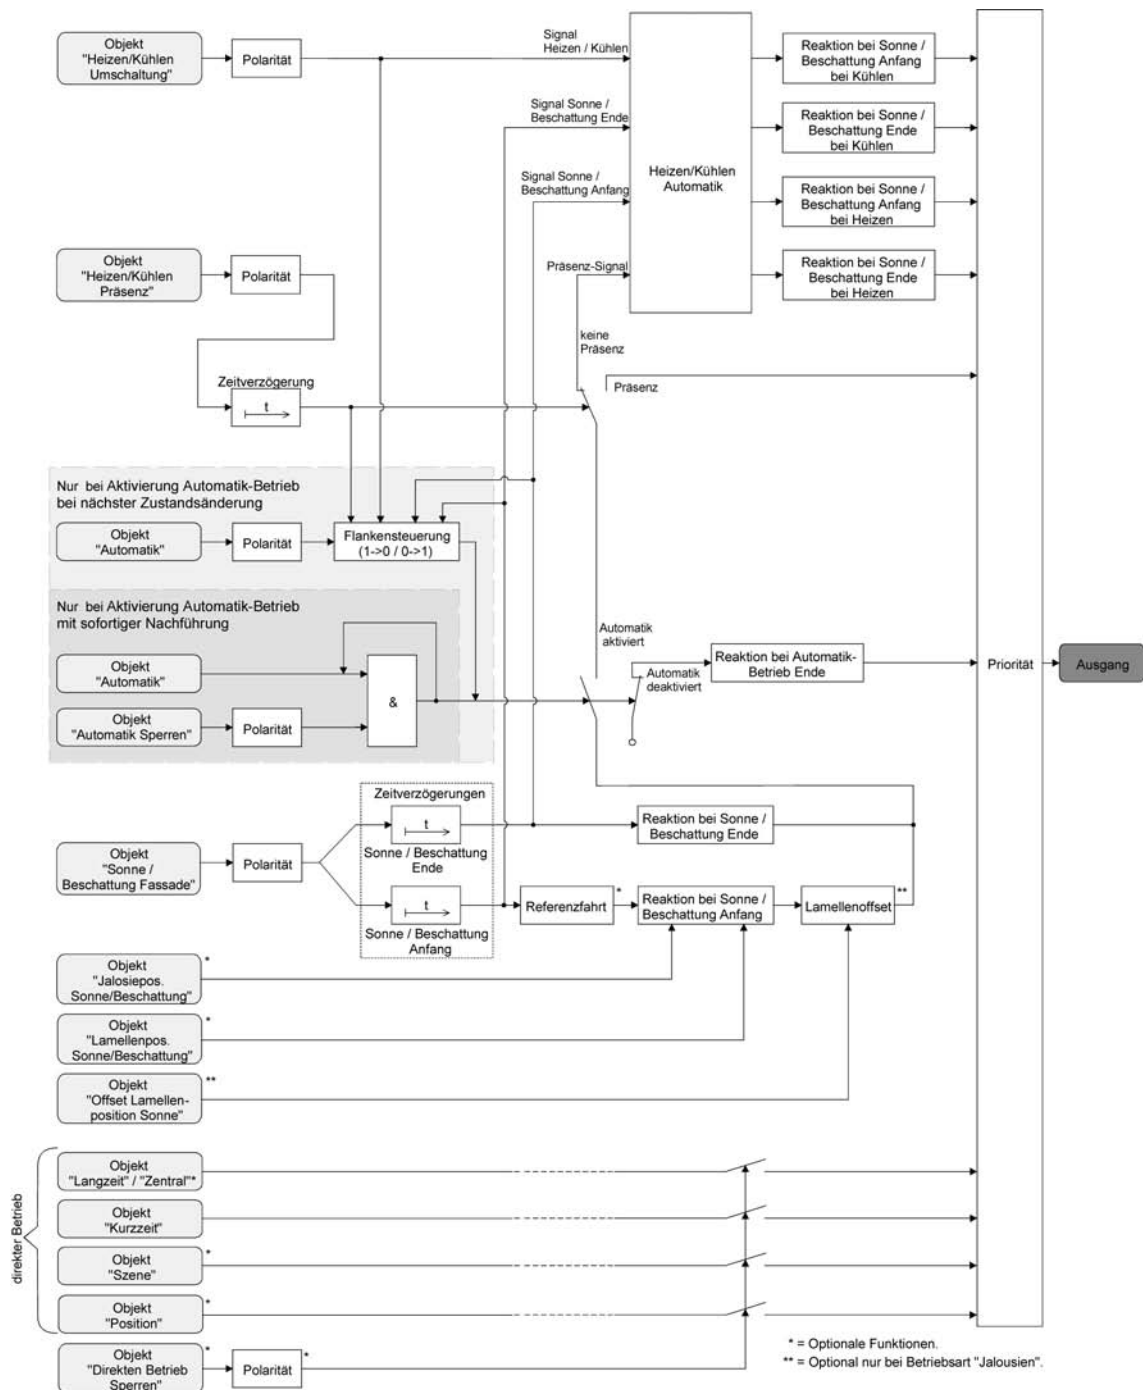 Objekt
"Heizen/Kühlen
Umschaltung"
Polarität
Signal
Heizen / Kühlen
Reaktion bei Sonne /
Beschattung Anfang
bei Kühlen
Signal Sonne /
Beschattung Ende
Reaktion bei Sonne /
Beschattung Ende
bei Kühlen
Heizen/Kühlen
Automatik
Signal Sonne /
Beschattung Anfang
Reaktion bei Sonne /
Beschattung Anfang
bei Heizen
Objekt
"Heizen/Kühlen
Präsenz"
Polarität
Präsenz-Signal
Reaktion bei Sonne /
Beschattung Ende
bei Heizen
keine
Präsenz
Präsenz
Zeitverzögerung
t
Nur bei Aktivierung Automatik-Betrieb
bei nächster Zustandsänderung
Objekt
"Automatik"
Polarität
Flankensteuerung
(1->0 / 0->1)
Nur bei Aktivierung Automatik-Betrieb
mit sofortiger Nachführung
Objekt
"Automatik"
&
Objekt
"Automatik Sperren"
Polarität
Automatik
aktiviert
Automatik
deaktiviert
Reaktion bei Automatik-
Betrieb Ende
Priorität
Ausgang
Zeitverzögerungen
t
Sonne / Beschattung
Ende
Reaktion bei Sonne /
Beschattung Ende
Objekt
"Sonne /
Beschattung Fassade"
Polarität
t
Sonne / Beschattung
Anfang
Referenzfahrt
*
Reaktion bei Sonne /
Beschattung Anfang
Lamellenoffset
**
Objekt
"Jalosiepos.
Sonne/Beschattung"
*
Objekt
"Lamellenpos.
Sonne/Beschattung"
*
Objekt
"Offset Lamellen-
position Sonne"
**
direkter Betrieb
Objekt
"Langzeit" / "Zentral"*
Objekt
"Kurzzeit"
Objekt
"Szene"
*
Objekt
"Position"
*
Objekt
"Direkten Betrieb
Sperren"
*
Polarität
*
* = Optionale Funktionen.
** = Optional nur bei Betriebsart "Jalousien".